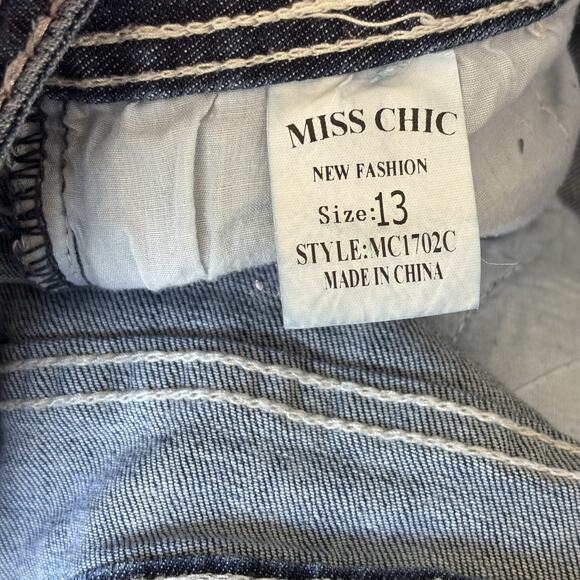 MISS CHIC
NEW FASHION
Size:13
STYLE:MC1702C
MADE IN CHINA